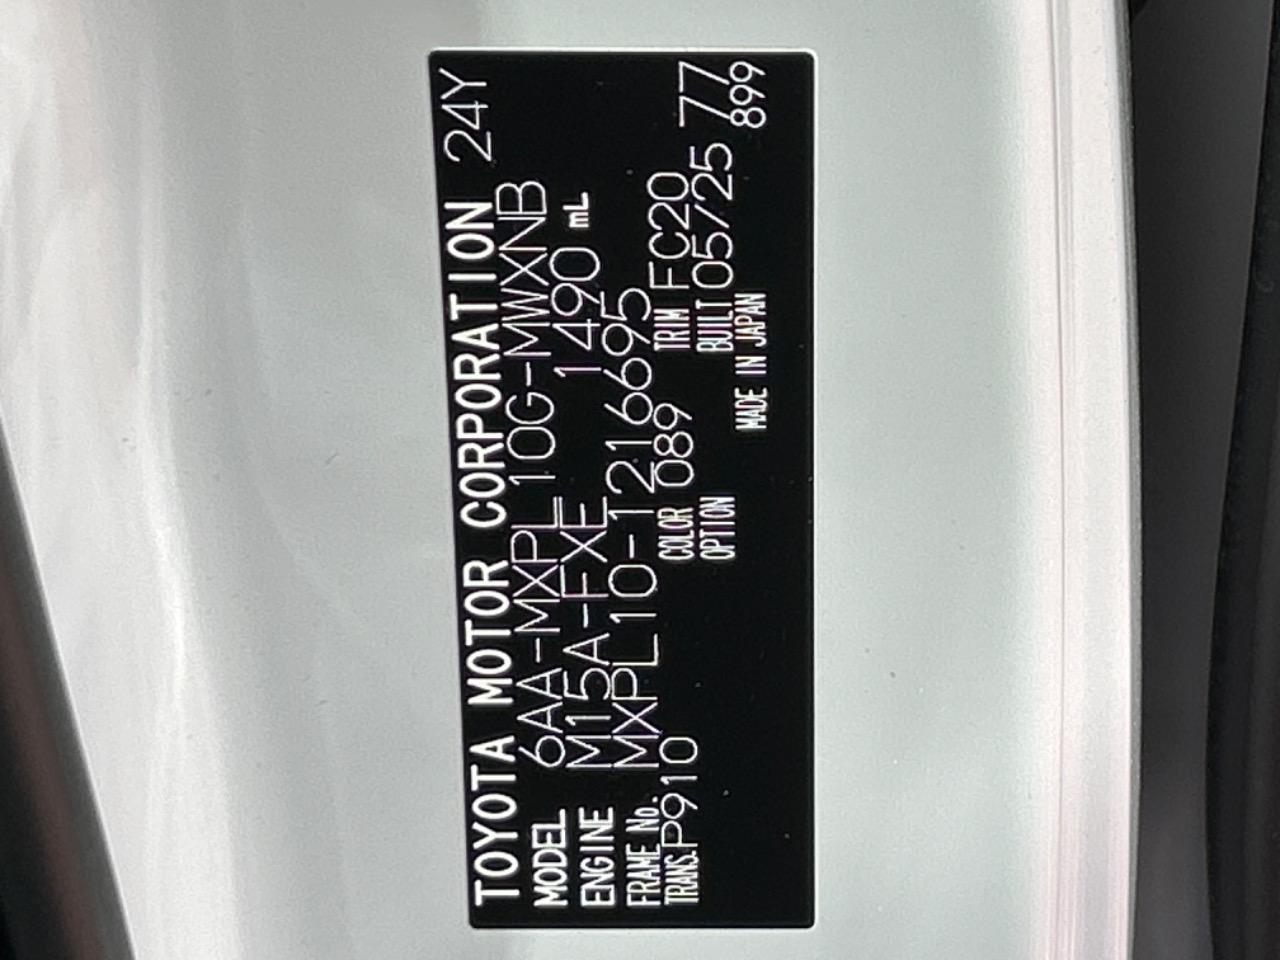 TOYOTA MOTOR CORPORATION 24Y
MODEL 6AA-MXPL10G-MWXNB
ENGINE M15A-FXE 1490 mL
FRAME No. MXPL10-1216695
TRANS. P910 COLOR 089 TRIM FC20
OPTION BUILT 05/25 77
MADE IN JAPAN 899